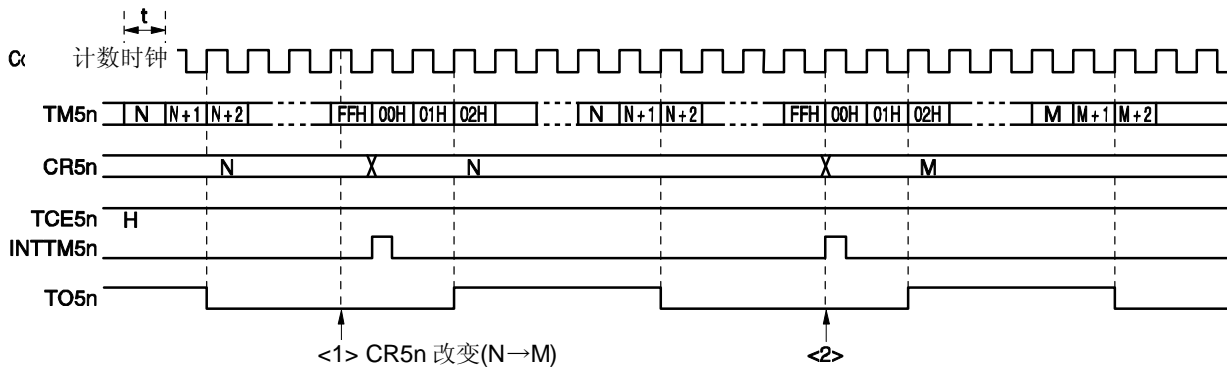 t
计数时钟
TM5n N N+1 N+2 FFH 00H 01H 02H N N+1 N+2 FFH 00H 01H 02H M M+1 M+2
CR5n N N M
TCE5n H
INTTM5n
TO5n
<1> CR5n 改变(N→M) <2>